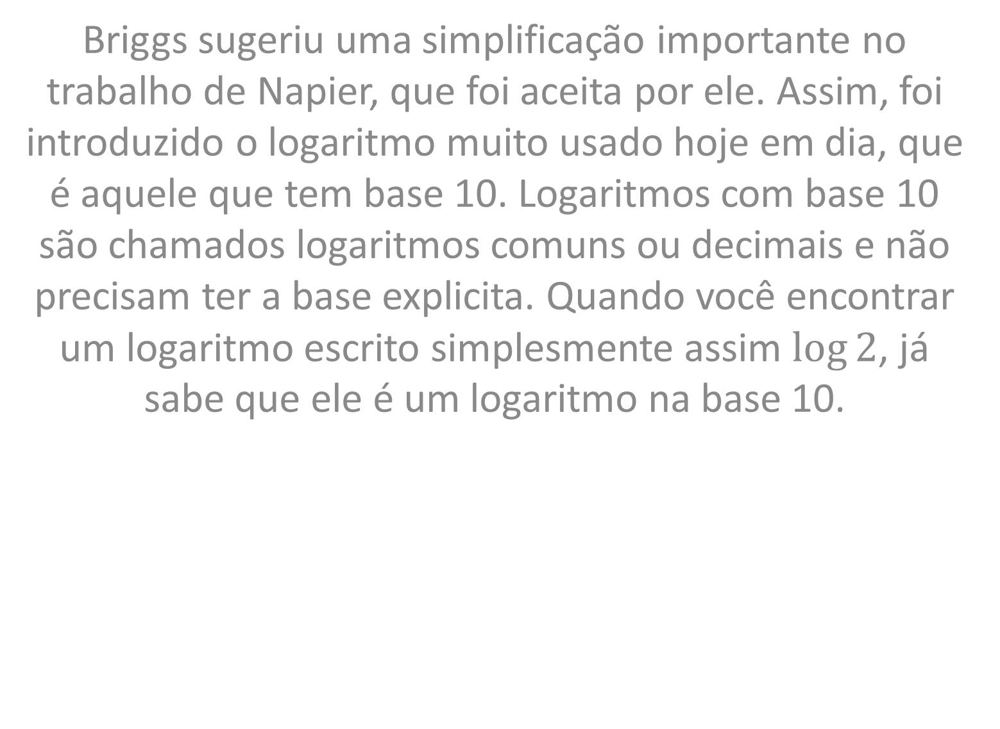 Briggs sugeriu uma simplificação importante no
trabalho de Napier, que foi aceita por ele. Assim, foi
introduzido o logaritmo muito usado hoje em dia, que
é aquele que tem base 10. Logaritmos com base 10
são chamados logaritmos comuns ou decimais e não
precisam ter a base explicita. Quando você encontrar
um logaritmo escrito simplesmente assim log 2, já
sabe que ele é um logaritmo na base 10.